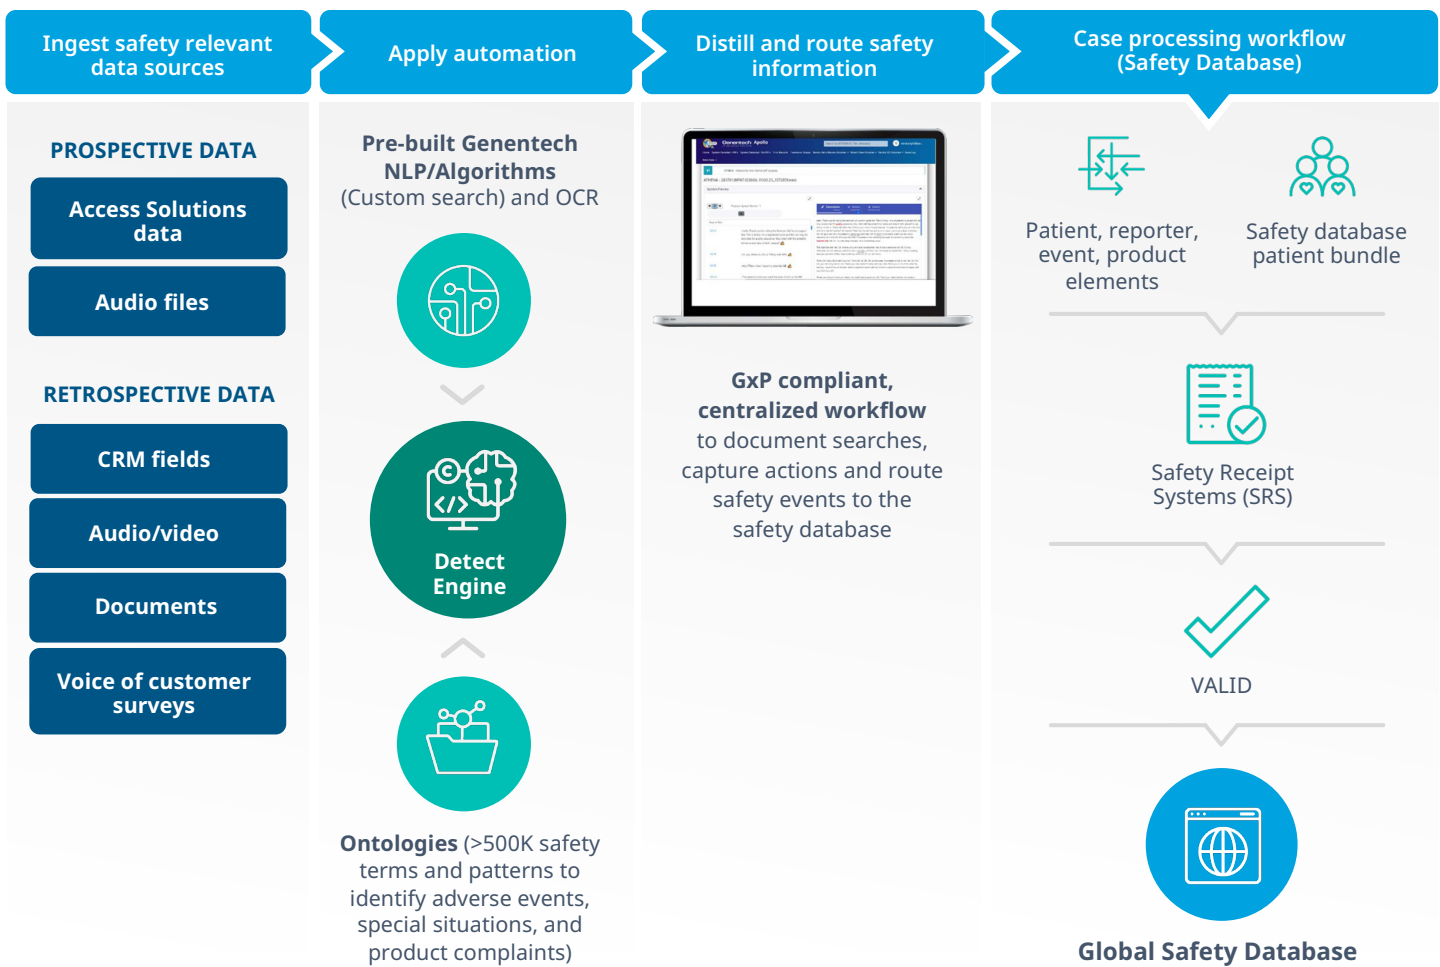 Ingest safety relevant
data sources
Apply automation
Distill and route safety
information
Case processing workflow
(Safety Database)
PROSPECTIVE DATA
Access Solutions
data
Audio files
RETROSPECTIVE DATA
CRM fields
Audio/video
Documents
Voice of customer
surveys
Pre-built Genentech
NLP/Algorithms
(Custom search) and OCR
Detect
Engine
Ontologies (>500K safety
terms and patterns to
identify adverse events,
special situations, and
product complaints)
Genentech Apollo
GxP compliant,
centralized workflow
to document searches,
capture actions and route
safety events to the
safety database
Patient, reporter,
event, product
elements
Safety database
patient bundle
Safety Receipt
Systems (SRS)
VALID
Global Safety Database